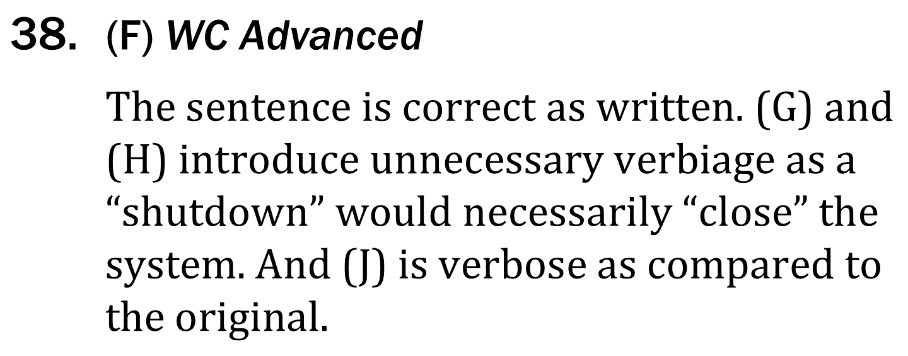 38. (F) WC Advanced
The sentence is correct as written. (G) and
(H) introduce unnecessary verbiage as a
“shutdown” would necessarily “close” the
system. And (J) is verbose as compared to
the original.